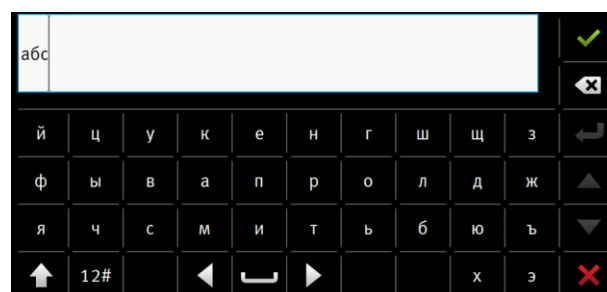 абс
й ц у к е н г ш щ з
ф ы в а п р о л д ж
я ч с м и т ь б ю ъ
12# х э